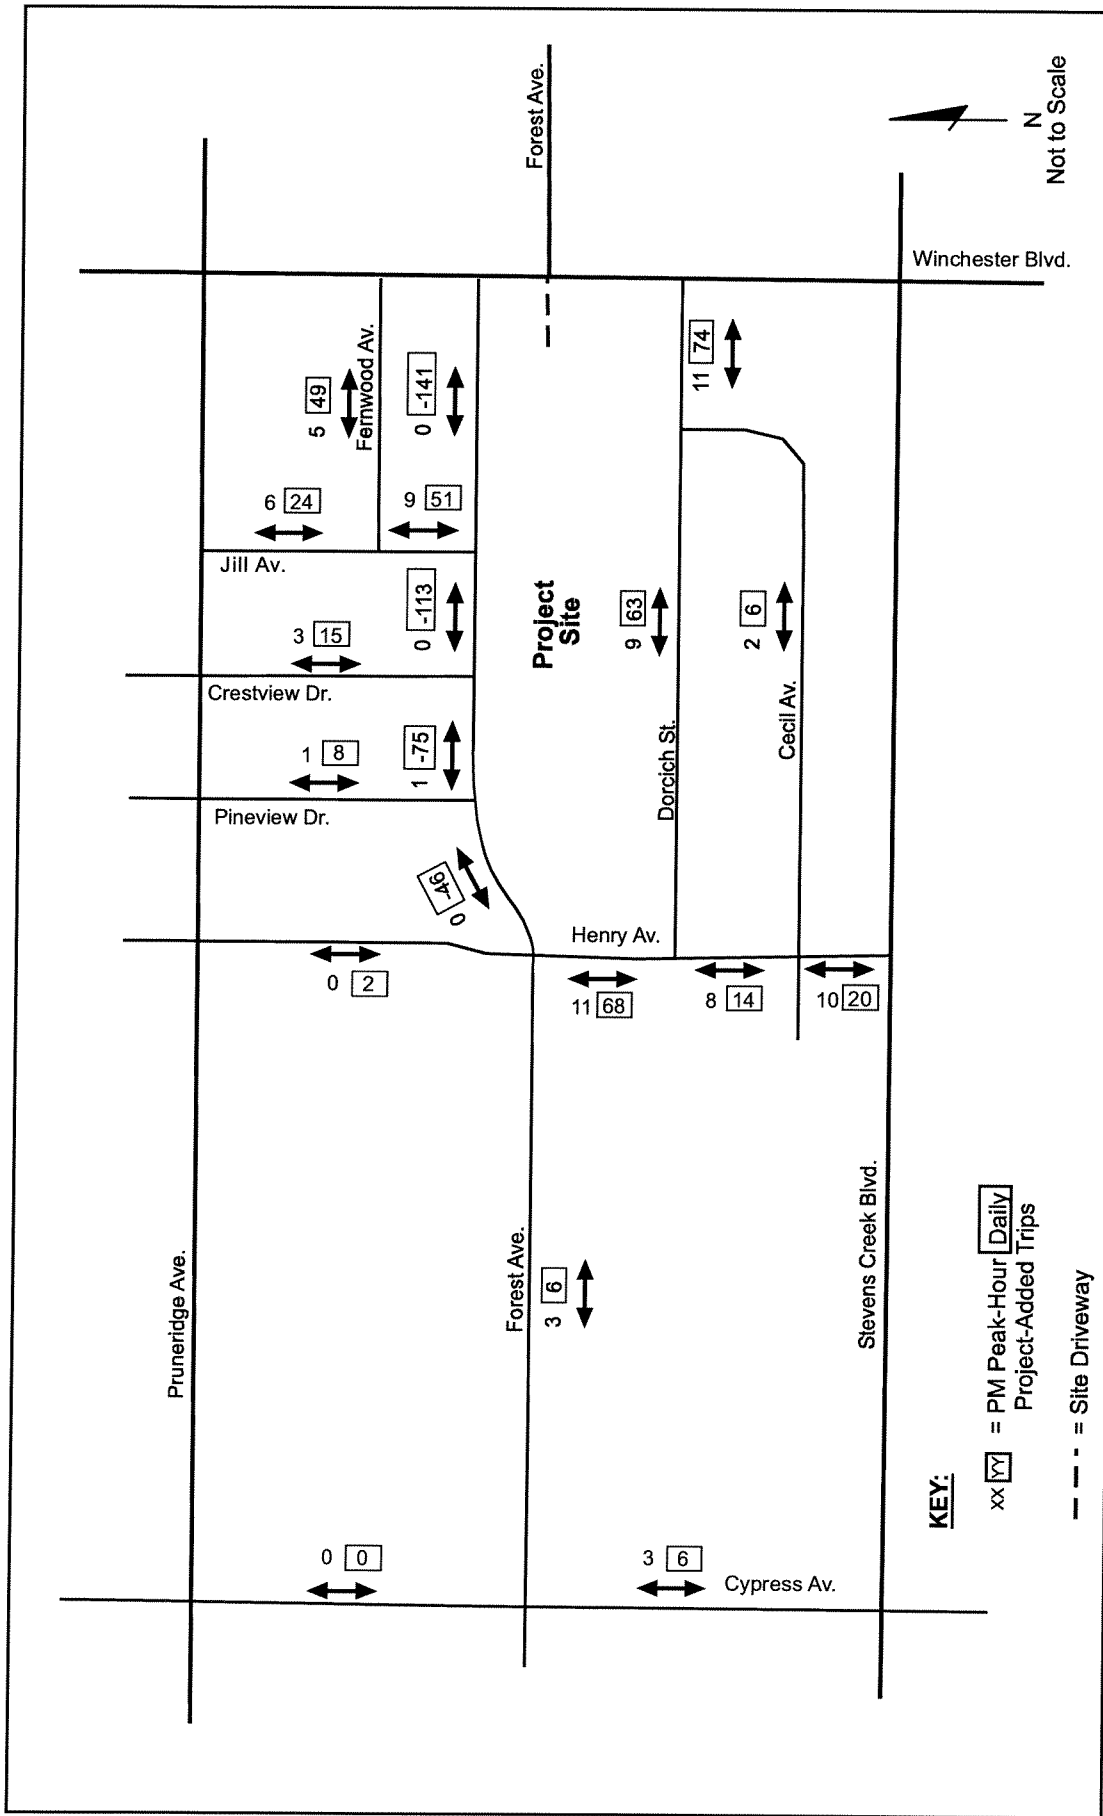 Forest Ave.
N
Not to Scale
Winchester Blvd.
Fernwood Av.
5 49
0 -141
11 74
6 24
9 51
Jill Av.
0 -113
3 15
Crestview Dr.
Project
Site
9 63
2 6
1 8
1 -75
Pineview Dr.
Dorcich St.
Cecil Av.
0 -46
Henry Av.
0 2
11 68
8 14
10 20
Pruneridge Ave.
Forest Ave.
3 6
Stevens Creek Blvd.
0 0
3 6
Cypress Av.
KEY:
xx YY = PM Peak-Hour Daily
Project-Added Trips
= Site Driveway